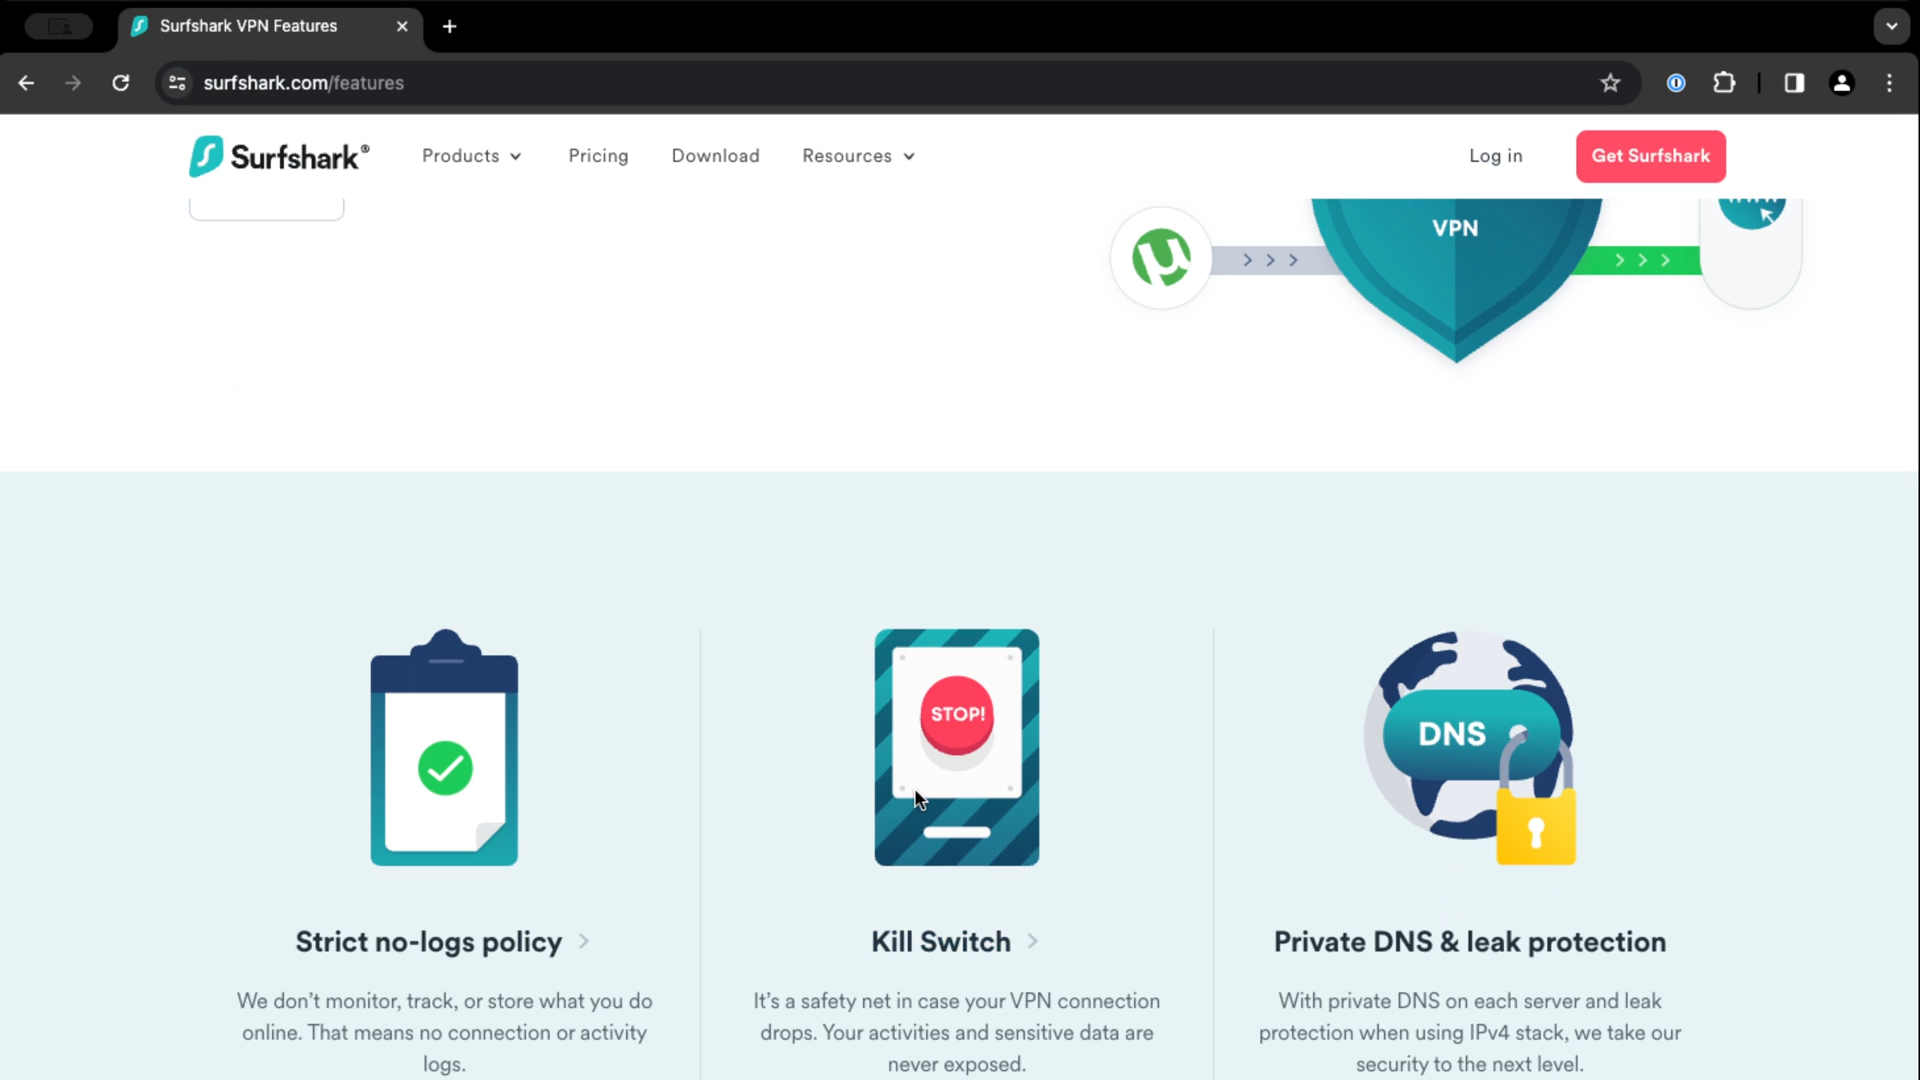 Surfshark VPN Features
surfshark.com/features
Surfshark®
Products
Pricing
Download
Resources
Log in
Get Surfshark
VPN
STOP!
DNS
Strict no-logs policy
We don’t monitor, track, or store what you do
online. That means no connection or activity
logs.
Kill Switch
It’s a safety net in case your VPN connection
drops. Your activities and sensitive data are
never exposed.
Private DNS & leak protection
With private DNS on each server and leak
protection when using IPv4 stack, we take our
security to the next level.